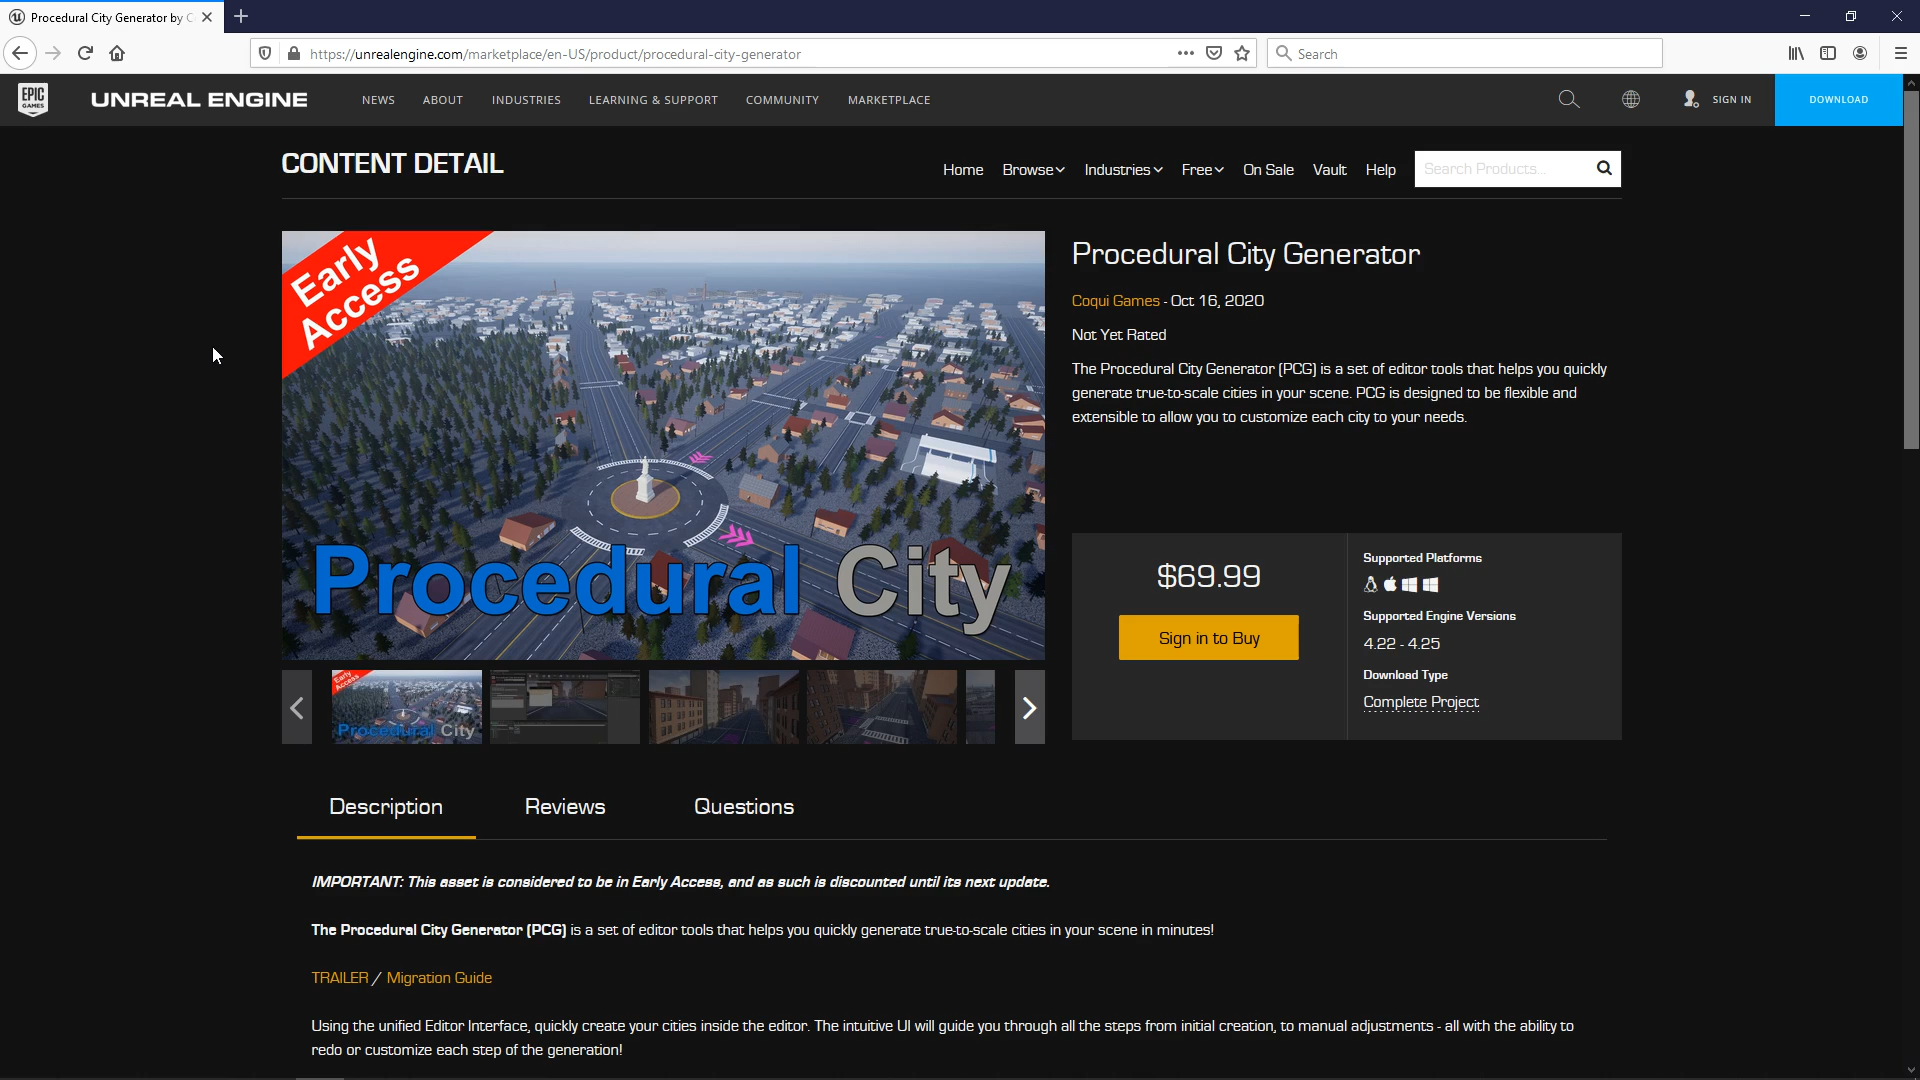 Procedural City Generator by C
https://unrealengine.com/marketplace/en-US/product/procedural-city-generator
Search
EPIC
GAMES
UNREAL ENGINE
NEWS
ABOUT
INDUSTRIES
LEARNING & SUPPORT
COMMUNITY
MARKETPLACE
SIGN IN
DOWNLOAD
CONTENT DETAIL
Home
Browse
Industries
Free
On Sale
Vault
Help
Search Products...
Early
Access
Procedural City
Procedural City Generator
Coqui Games - Oct 16, 2020
Not Yet Rated
The Procedural City Generator (PCG) is a set of editor tools that helps you quickly
generate true-to-scale cities in your scene. PCG is designed to be flexible and
extensible to allow you to customize each city to your needs.
$69.99
Sign in to Buy
Supported Platforms
Supported Engine Versions
4.22 - 4.25
Download Type
Complete Project
Early
Access
Procedural City
Description
Reviews
Questions
IMPORTANT: This asset is considered to be in Early Access, and as such is discounted until its next update.
The Procedural City Generator (PCG) is a set of editor tools that helps you quickly generate true-to-scale cities in your scene in minutes!
TRAILER / Migration Guide
Using the unified Editor Interface, quickly create your cities inside the editor. The intuitive UI will guide you through all the steps from initial creation, to manual adjustments - all with the ability to
redo or customize each step of the generation!